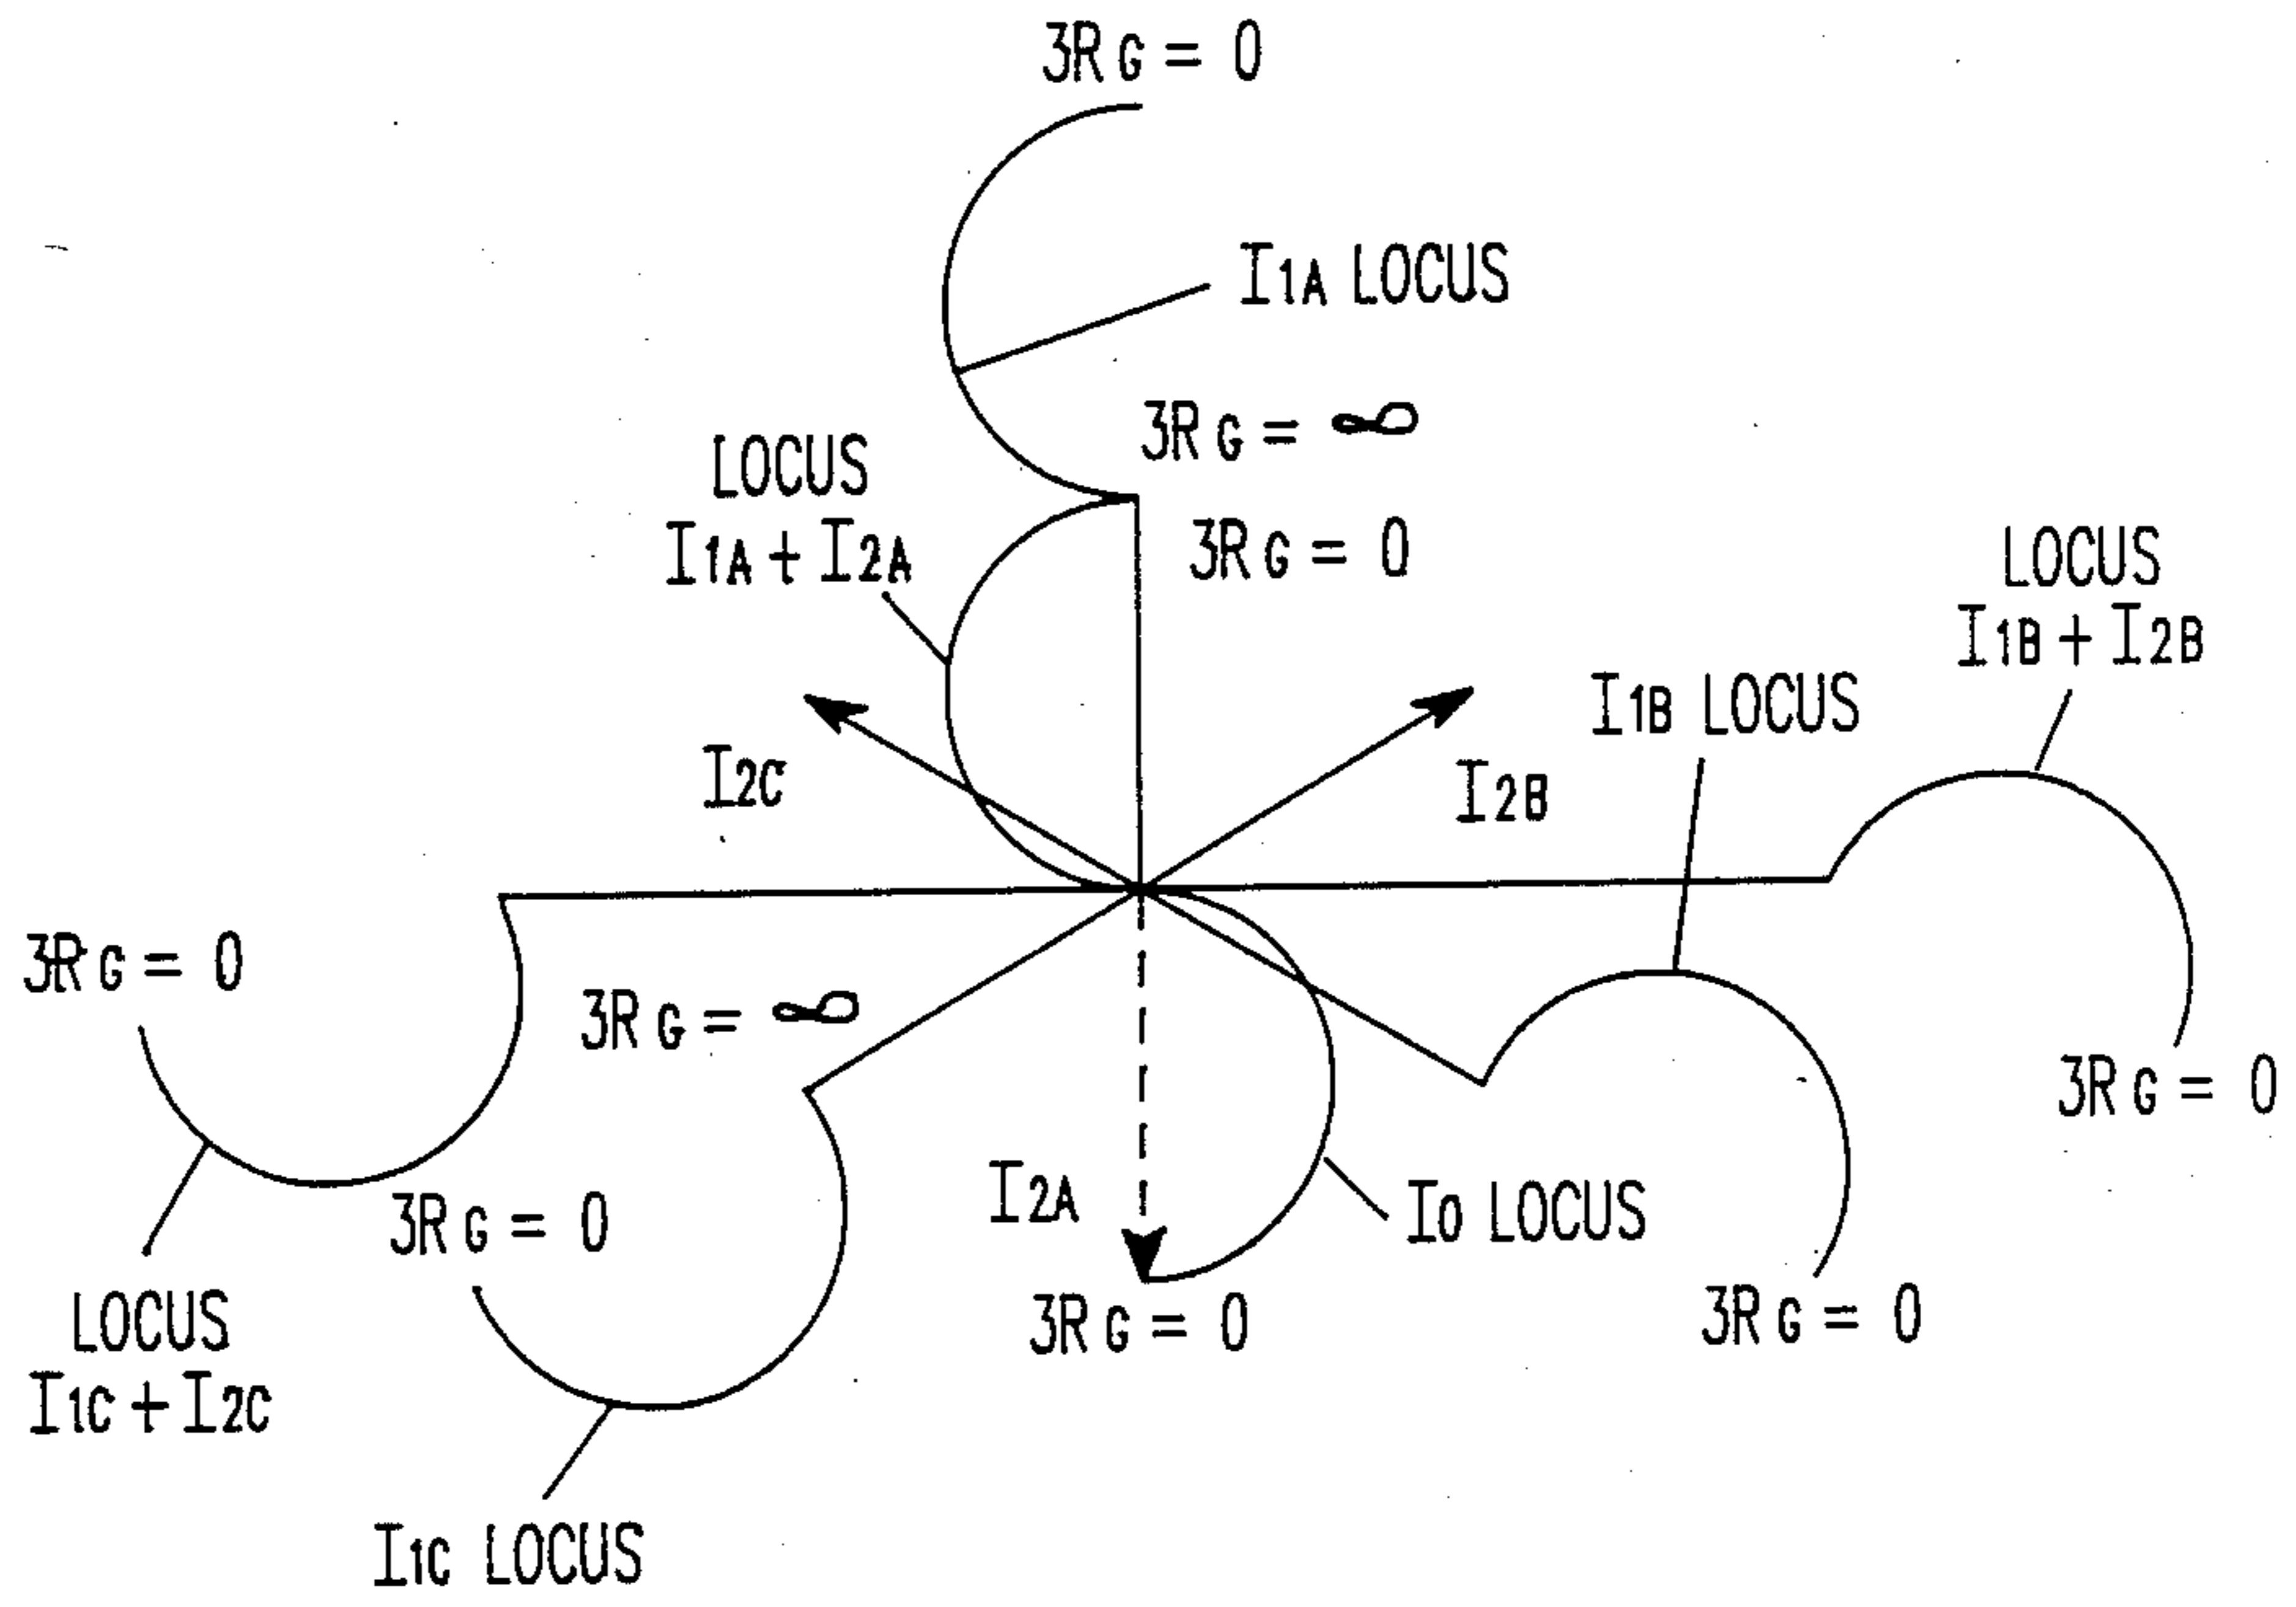 3RG = 0
I1A LOCUS
3RG = ∞
LOCUS
I1A + I2A
3RG = 0
LOCUS
I1B + I2B
I1B LOCUS
I2C
I2B
3RG = 0
3RG = ∞
3RG = 0
I2A
I0 LOCUS
3RG = 0
3RG = 0
3RG = 0
LOCUS
I1C + I2C
I1C LOCUS